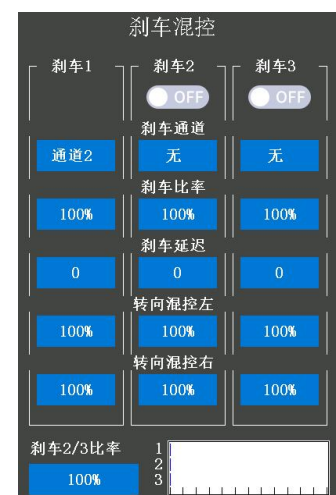 刹车混控
刹车1 刹车2 刹车3
OFF OFF
刹车通道
通道2 无 无
刹车比率
100% 100% 100%
刹车延迟
0 0 0
转向混控左
100% 100% 100%
转向混控右
100% 100% 100%
刹车2/3比率
100%
1
2
3